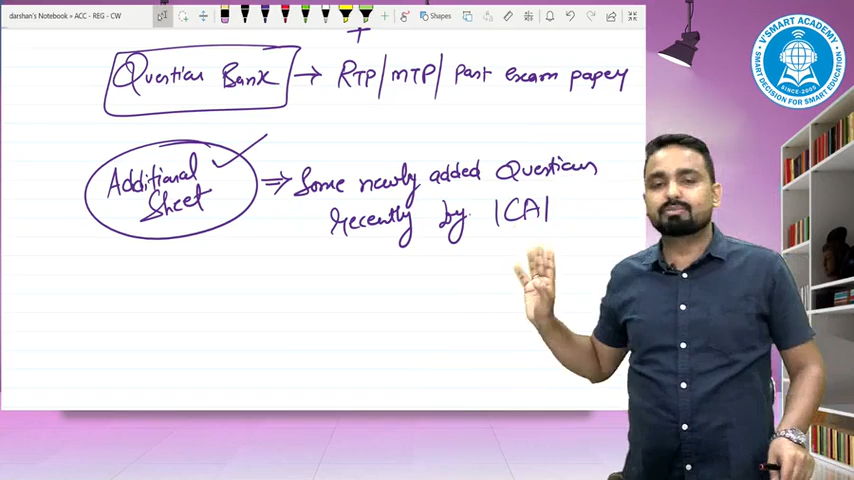 darshan's Notebook » ACC - REG - CW
Shapes
+
Question Bank → RTP/MTP/ Past exam papers
Additional Sheet ⇒ Some newly added Questions
recently by ICAI
V'SMART ACADEMY
SINCE-2005
SMART DECISION FOR SMART EDUCATION